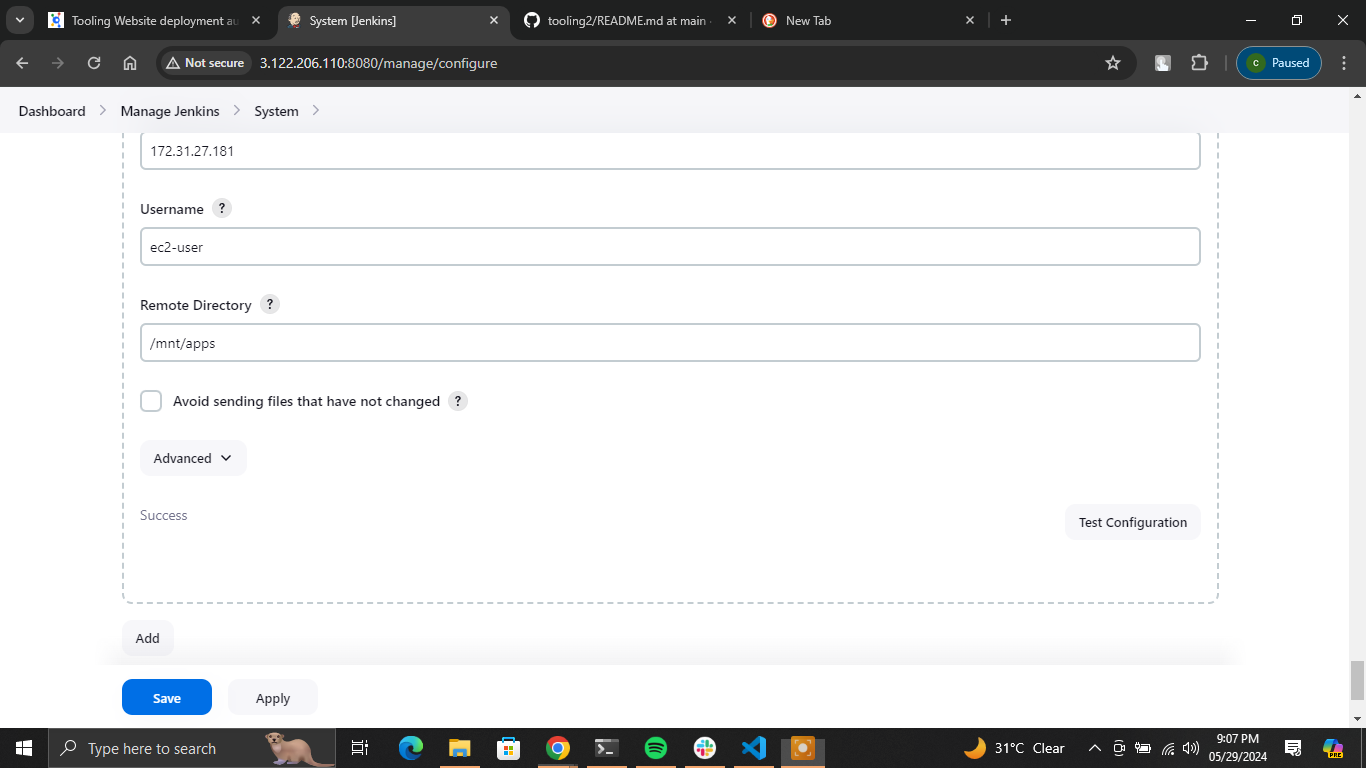 Tooling Website deployment au
System [Jenkins]
tooling2/README.md at main
New Tab
Not secure
3.122.206.110:8080/manage/configure
C
Paused
Dashboard
Manage Jenkins
System
172.31.27.181
Username ?
ec2-user
Remote Directory ?
/mnt/apps
Avoid sending files that have not changed ?
Advanced
Success
Test Configuration
Add
Save
Apply
Type here to search
31°C Clear
9:07 PM
05/29/2024
PRE